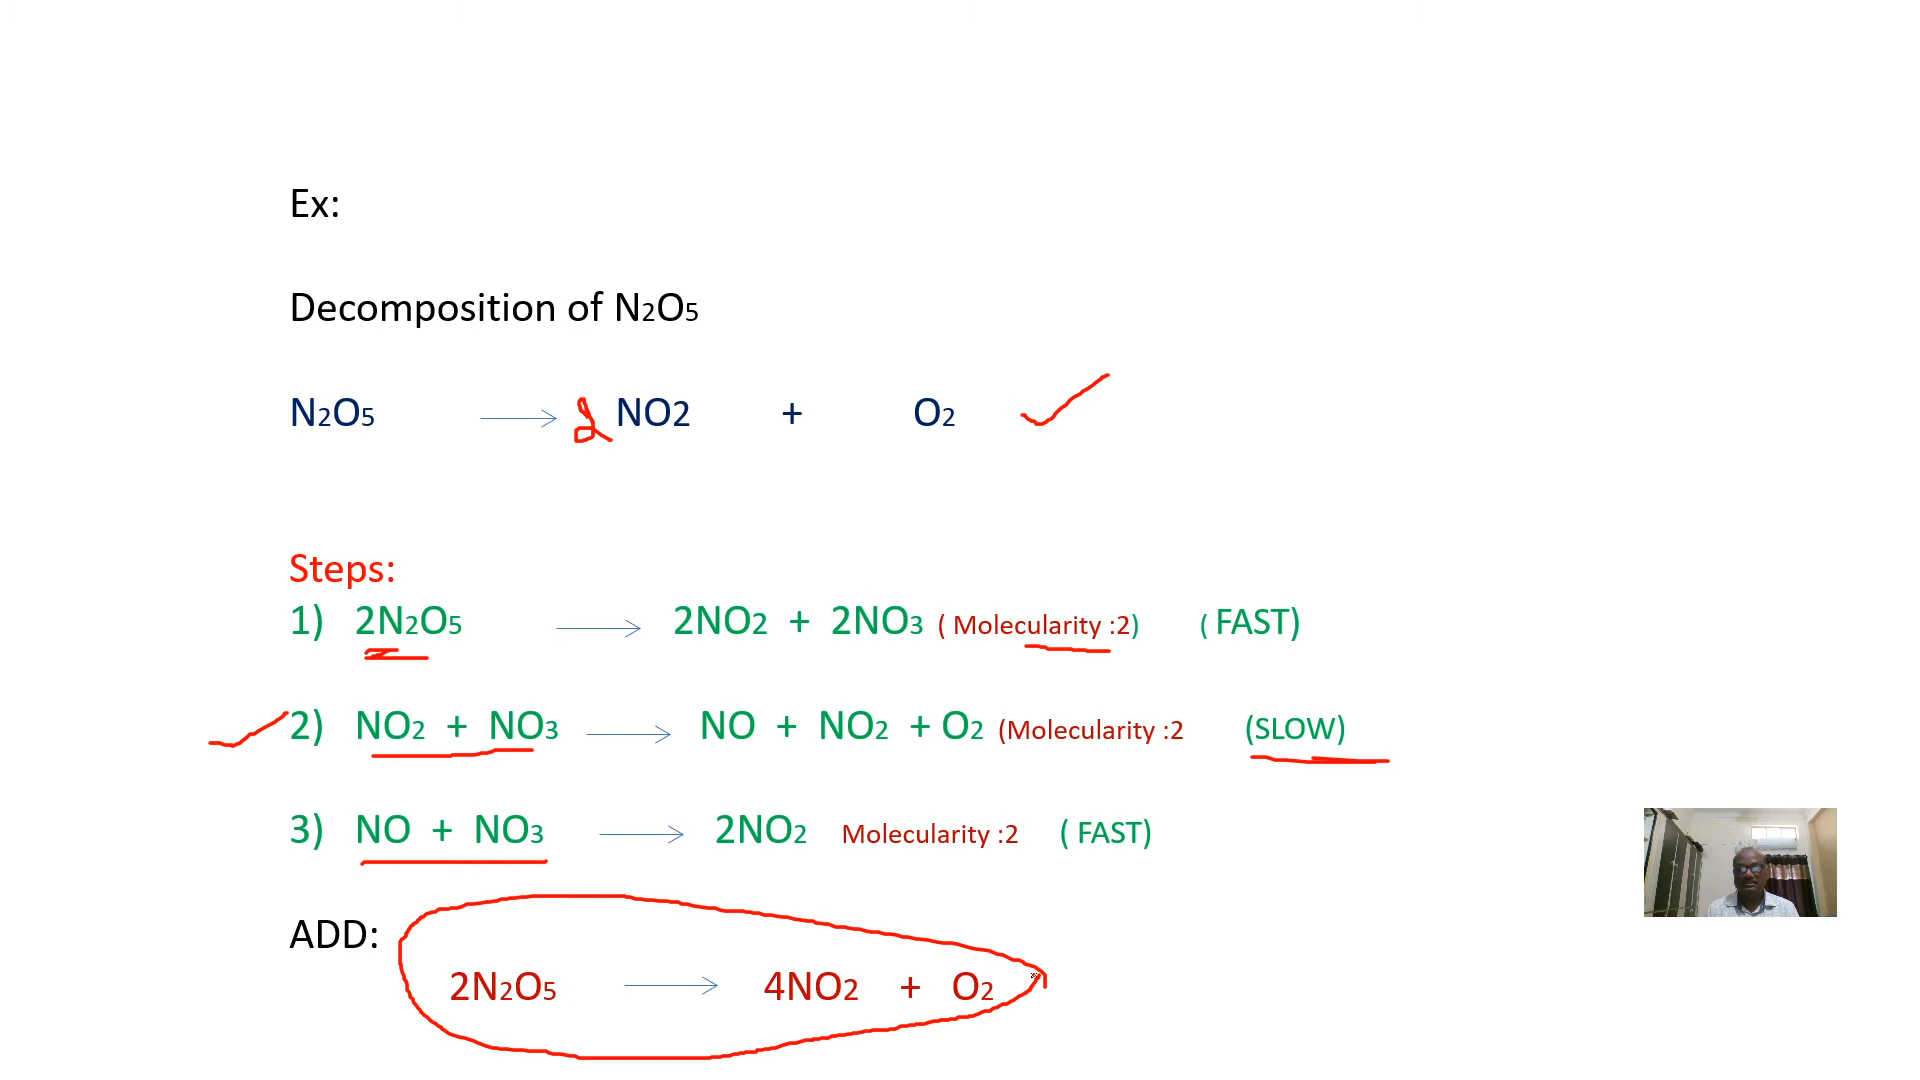 Ex:
Decomposition of N2O5
N2O5 → 2 NO2 + O2
Steps:
1) 2N2O5 → 2NO2 + 2NO3 ( Molecularity :2) ( FAST)
2) NO2 + NO3 → NO + NO2 + O2 (Molecularity :2 (SLOW)
3) NO + NO3 → 2NO2 Molecularity :2 ( FAST)
ADD:
2N2O5 → 4NO2 + O2